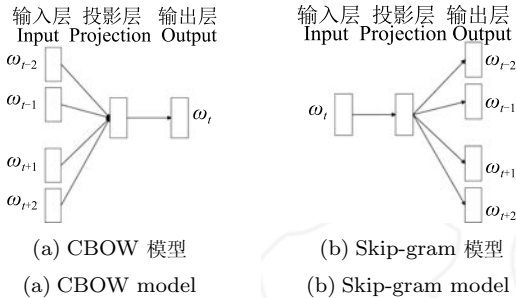 输入层 投影层 输出层
Input Projection Output
ω_{t−2}
ω_{t−1}
ω_t
ω_{t+1}
ω_{t+2}
(a) CBOW 模型
(a) CBOW model
输入层 投影层 输出层
Input Projection Output
ω_{t−2}
ω_{t−1}
ω_t
ω_{t+1}
ω_{t+2}
(b) Skip-gram 模型
(b) Skip-gram model